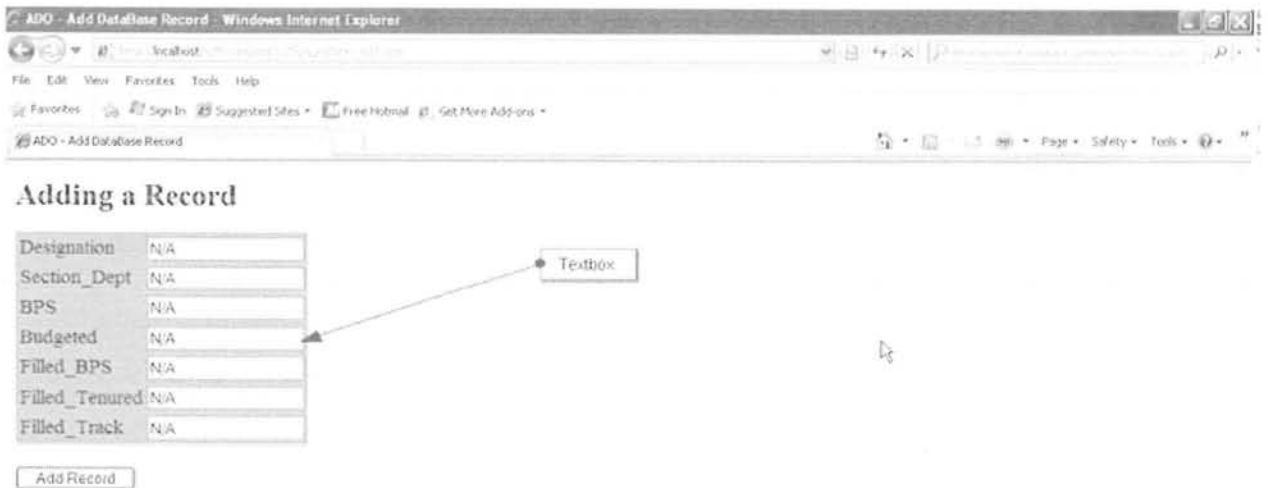 ADO - Add DataBase Record - Windows Internet Explorer
localhost
File Edit View Favorites Tools Help
Favorites Sign In Suggested Sites Free Hotmail Get More Add-ons
ADO - Add DataBase Record Page Safety Tools
Adding a Record
Designation N/A
Textbox
Section_Dept N/A
BPS N/A
Budgeted N/A
Filled_BPS N/A
Filled_Tenured N/A
Filled_Track N/A
Add Record